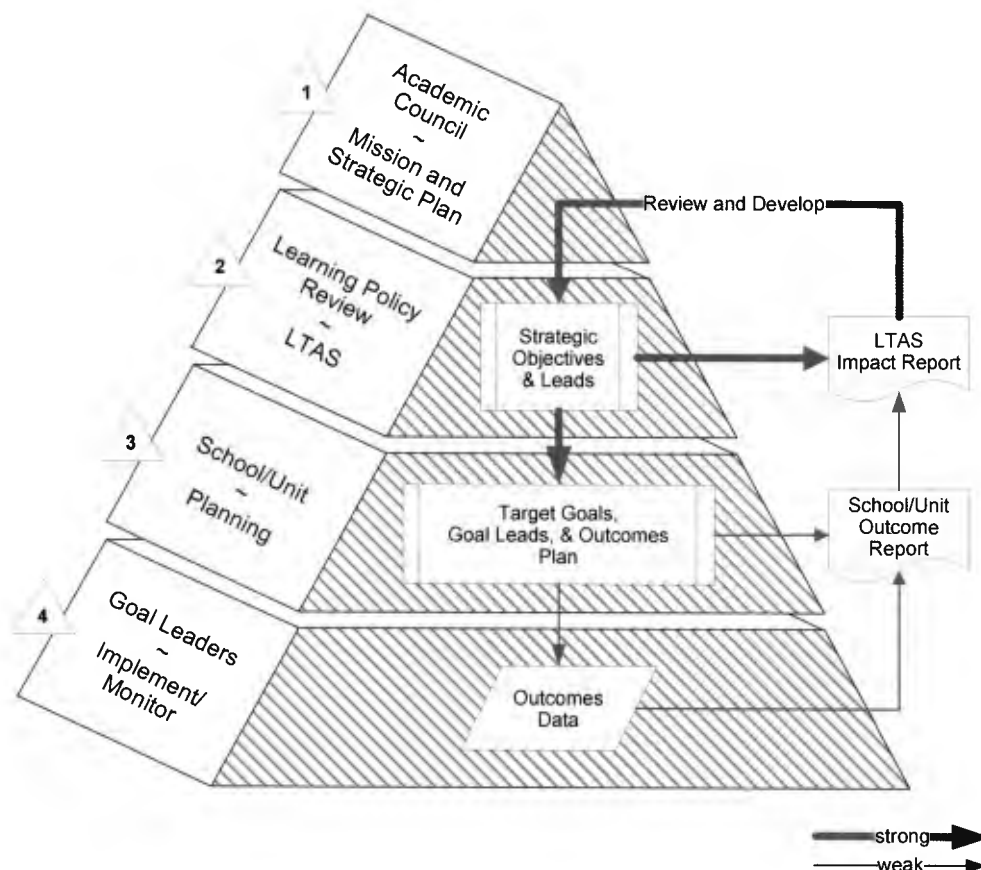 1
Academic
Council
~
Mission and
Strategic Plan
2
Learning Policy
Review
~
LTAS
3
School/Unit
~
Planning
4
Goal Leaders
~
Implement/
Monitor
Review and Develop
Strategic
Objectives
& Leads
LTAS
Impact Report
Target Goals,
Goal Leads, & Outcomes
Plan
School/Unit
Outcome
Report
Outcomes
Data
strong
weak